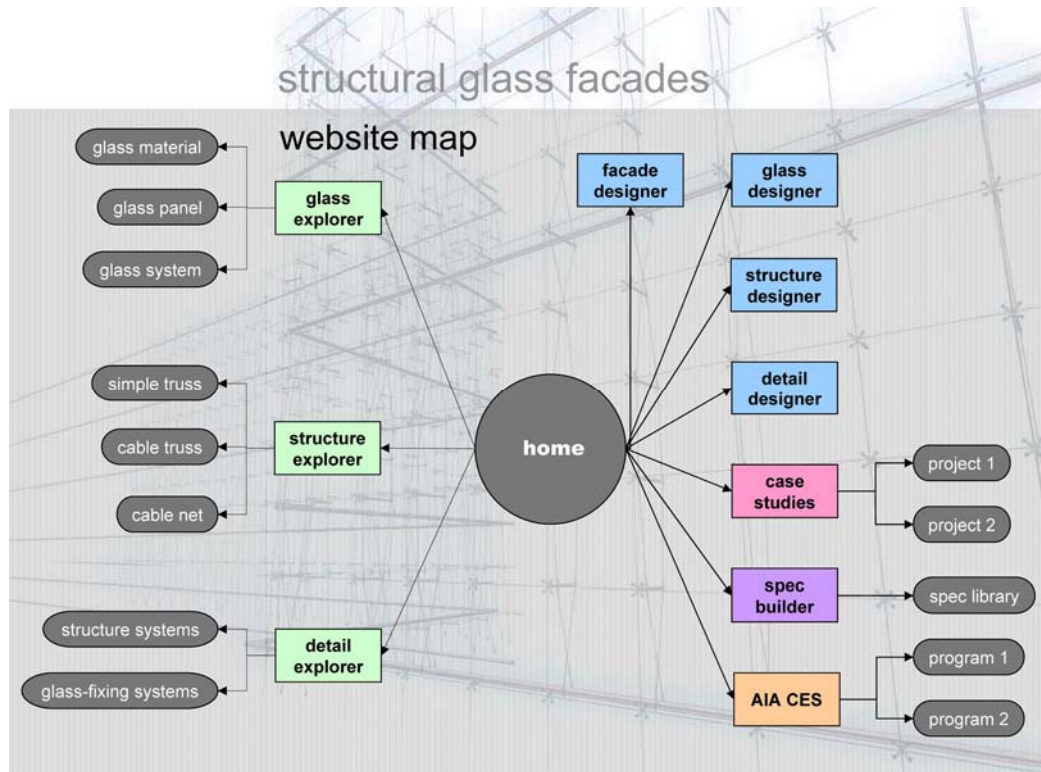 structural glass facades
website map
glass material
glass panel
glass system
glass
explorer
simple truss
cable truss
cable net
structure
explorer
structure systems
glass-fixing systems
detail
explorer
home
facade
designer
glass
designer
structure
designer
detail
designer
case
studies
project 1
project 2
spec
builder
spec library
AIA CES
program 1
program 2